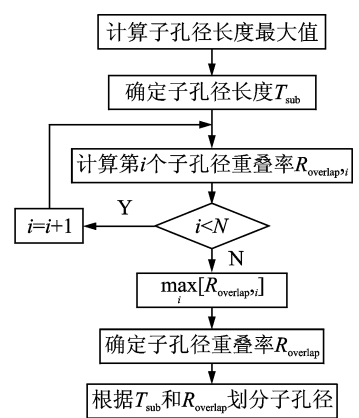 计算子孔径长度最大值
确定子孔径长度T_sub
计算第i个子孔径重叠率R_overlap,i
Y
i=i+1
i<N
N
max_i[R_overlap,i]
确定子孔径重叠率R_overlap
根据T_sub和R_overlap划分子孔径